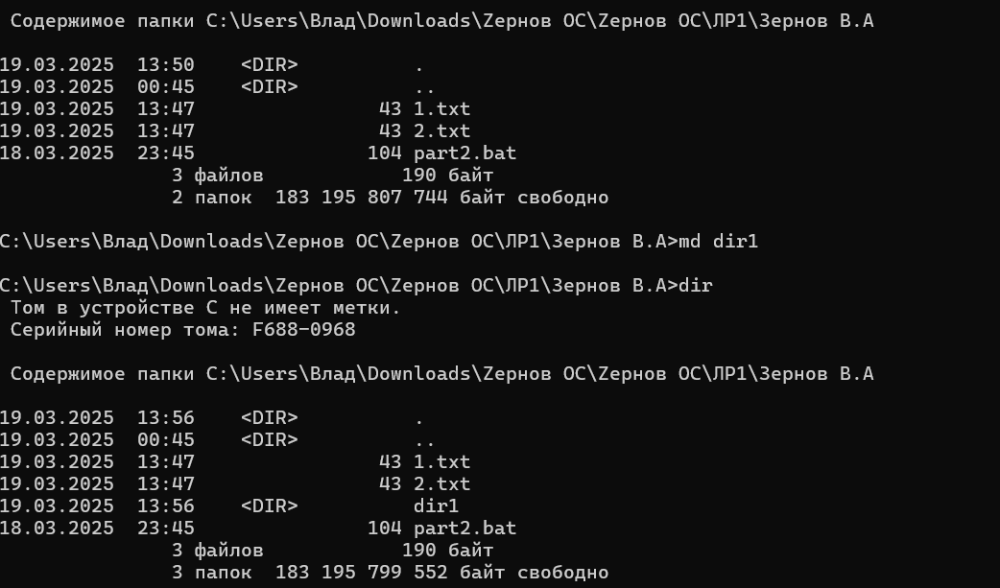 Содержимое папки C:\Users\Влад\Downloads\Zернов ОС\Zернов ОС\ЛР1\Зернов В.А
19.03.2025 13:50 <DIR> .
19.03.2025 00:45 <DIR> ..
19.03.2025 13:47 43 1.txt
19.03.2025 13:47 43 2.txt
18.03.2025 23:45 104 part2.bat
3 файлов 190 байт
2 папок 183 195 807 744 байт свободно
C:\Users\Влад\Downloads\Zернов ОС\Zернов ОС\ЛР1\Зернов В.А>md dir1
C:\Users\Влад\Downloads\Zернов ОС\Zернов ОС\ЛР1\Зернов В.А>dir
Том в устройстве C не имеет метки.
Серийный номер тома: F688-0968
Содержимое папки C:\Users\Влад\Downloads\Zернов ОС\Zернов ОС\ЛР1\Зернов В.А
19.03.2025 13:56 <DIR> .
19.03.2025 00:45 <DIR> ..
19.03.2025 13:47 43 1.txt
19.03.2025 13:47 43 2.txt
19.03.2025 13:56 <DIR> dir1
18.03.2025 23:45 104 part2.bat
3 файлов 190 байт
3 папок 183 195 799 552 байт свободно